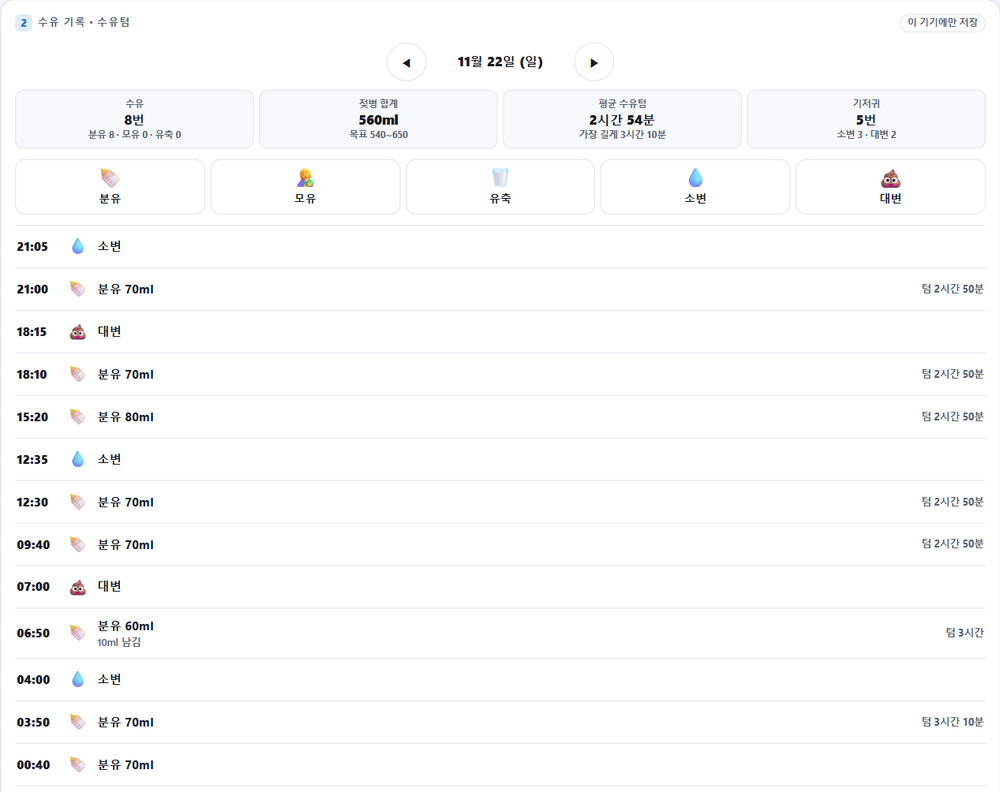 2 수유 기록 · 수유텀
이 기기에만 저장
◀ 11월 22일 (일) ▶
수유
8번
분유 8 · 모유 0 · 유축 0
젖병 합계
560ml
목표 540~650
평균 수유텀
2시간 54분
가장 길게 3시간 10분
기저귀
5번
소변 3 · 대변 2
분유
모유
유축
소변
대변
21:05 소변
21:00 분유 70ml 텀 2시간 50분
18:15 대변
18:10 분유 70ml 텀 2시간 50분
15:20 분유 80ml 텀 2시간 50분
12:35 소변
12:30 분유 70ml 텀 2시간 50분
09:40 분유 70ml 텀 2시간 50분
07:00 대변
06:50 분유 60ml 텀 3시간
10ml 남김
04:00 소변
03:50 분유 70ml 텀 3시간 10분
00:40 분유 70ml